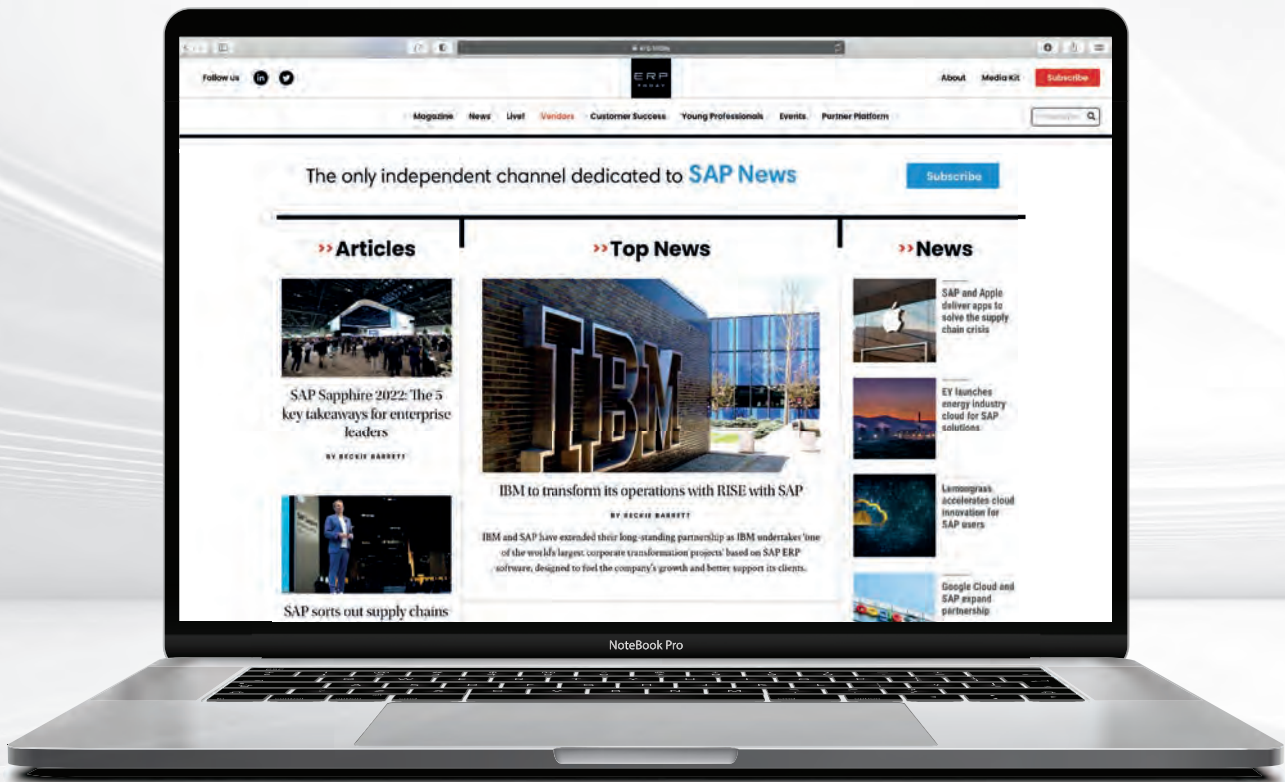 Follow us
in
ERP
TODAY
About Media Kit Subscribe
Magazine News Live! Vendors Customer Success Young Professionals Events Partner Platform
The only independent channel dedicated to SAP News
Subscribe
>>Articles
SAP Sapphire 2022: The 5
key takeaways for enterprise
leaders
BY BECKIE BARRETT
SAP sorts out supply chains
>>Top News
IBM
IBM to transform its operations with RISE with SAP
BY BECKIE BARRETT
IBM and SAP have extended their long-standing partnership as IBM undertakes 'one
of the world's largest corporate transformation projects' based on SAP ERP
software, designed to fuel the company's growth and better support its clients.
>>News
SAP and Apple
deliver apps to
solve the supply
chain crisis
EY launches
energy industry
cloud for SAP
solutions
Lemongrass
accelerates cloud
innovation for
SAP users
Google Cloud and
SAP expand
partnership
NoteBook Pro